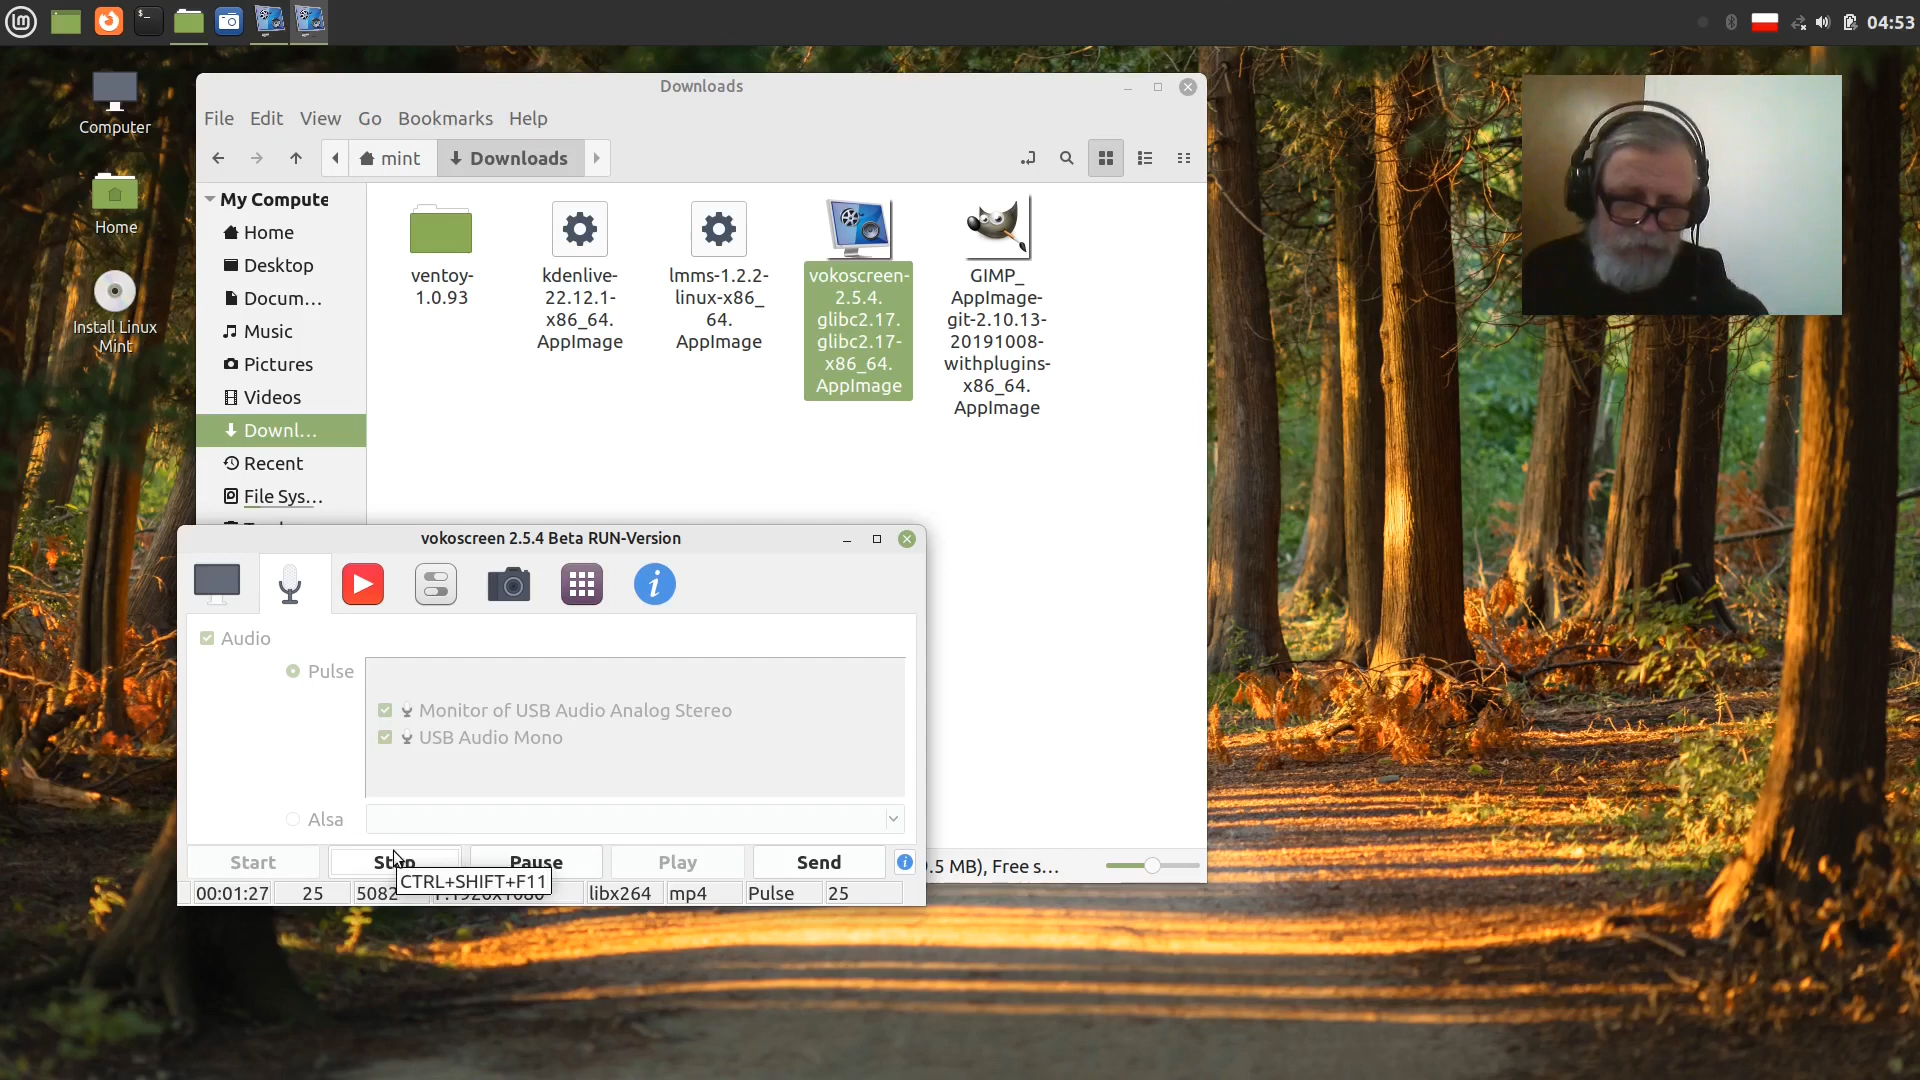 04:53
Computer
Home
Install Linux
Mint
Downloads
File Edit View Go Bookmarks Help
mint
Downloads
My Compute
Home
Desktop
Docum...
Music
Pictures
Videos
Downl...
Recent
File Sys...
ventoy-
1.0.93
kdenlive-
22.12.1-
x86_64.
AppImage
lmms-1.2.2-
linux-x86_
64.
AppImage
vokoscreen-
2.5.4.
glibc2.17.
glibc2.17-
x86_64.
AppImage
GIMP_
AppImage-
git-2.10.13-
20191008-
withplugins-
x86_64.
AppImage
.5 MB), Free s...
vokoscreen 2.5.4 Beta RUN-Version
Audio
Pulse
Monitor of USB Audio Analog Stereo
USB Audio Mono
Alsa
Start Stop Pause Play Send
CTRL+SHIFT+F11
00:01:27 25 5082 libx264 mp4 Pulse 25